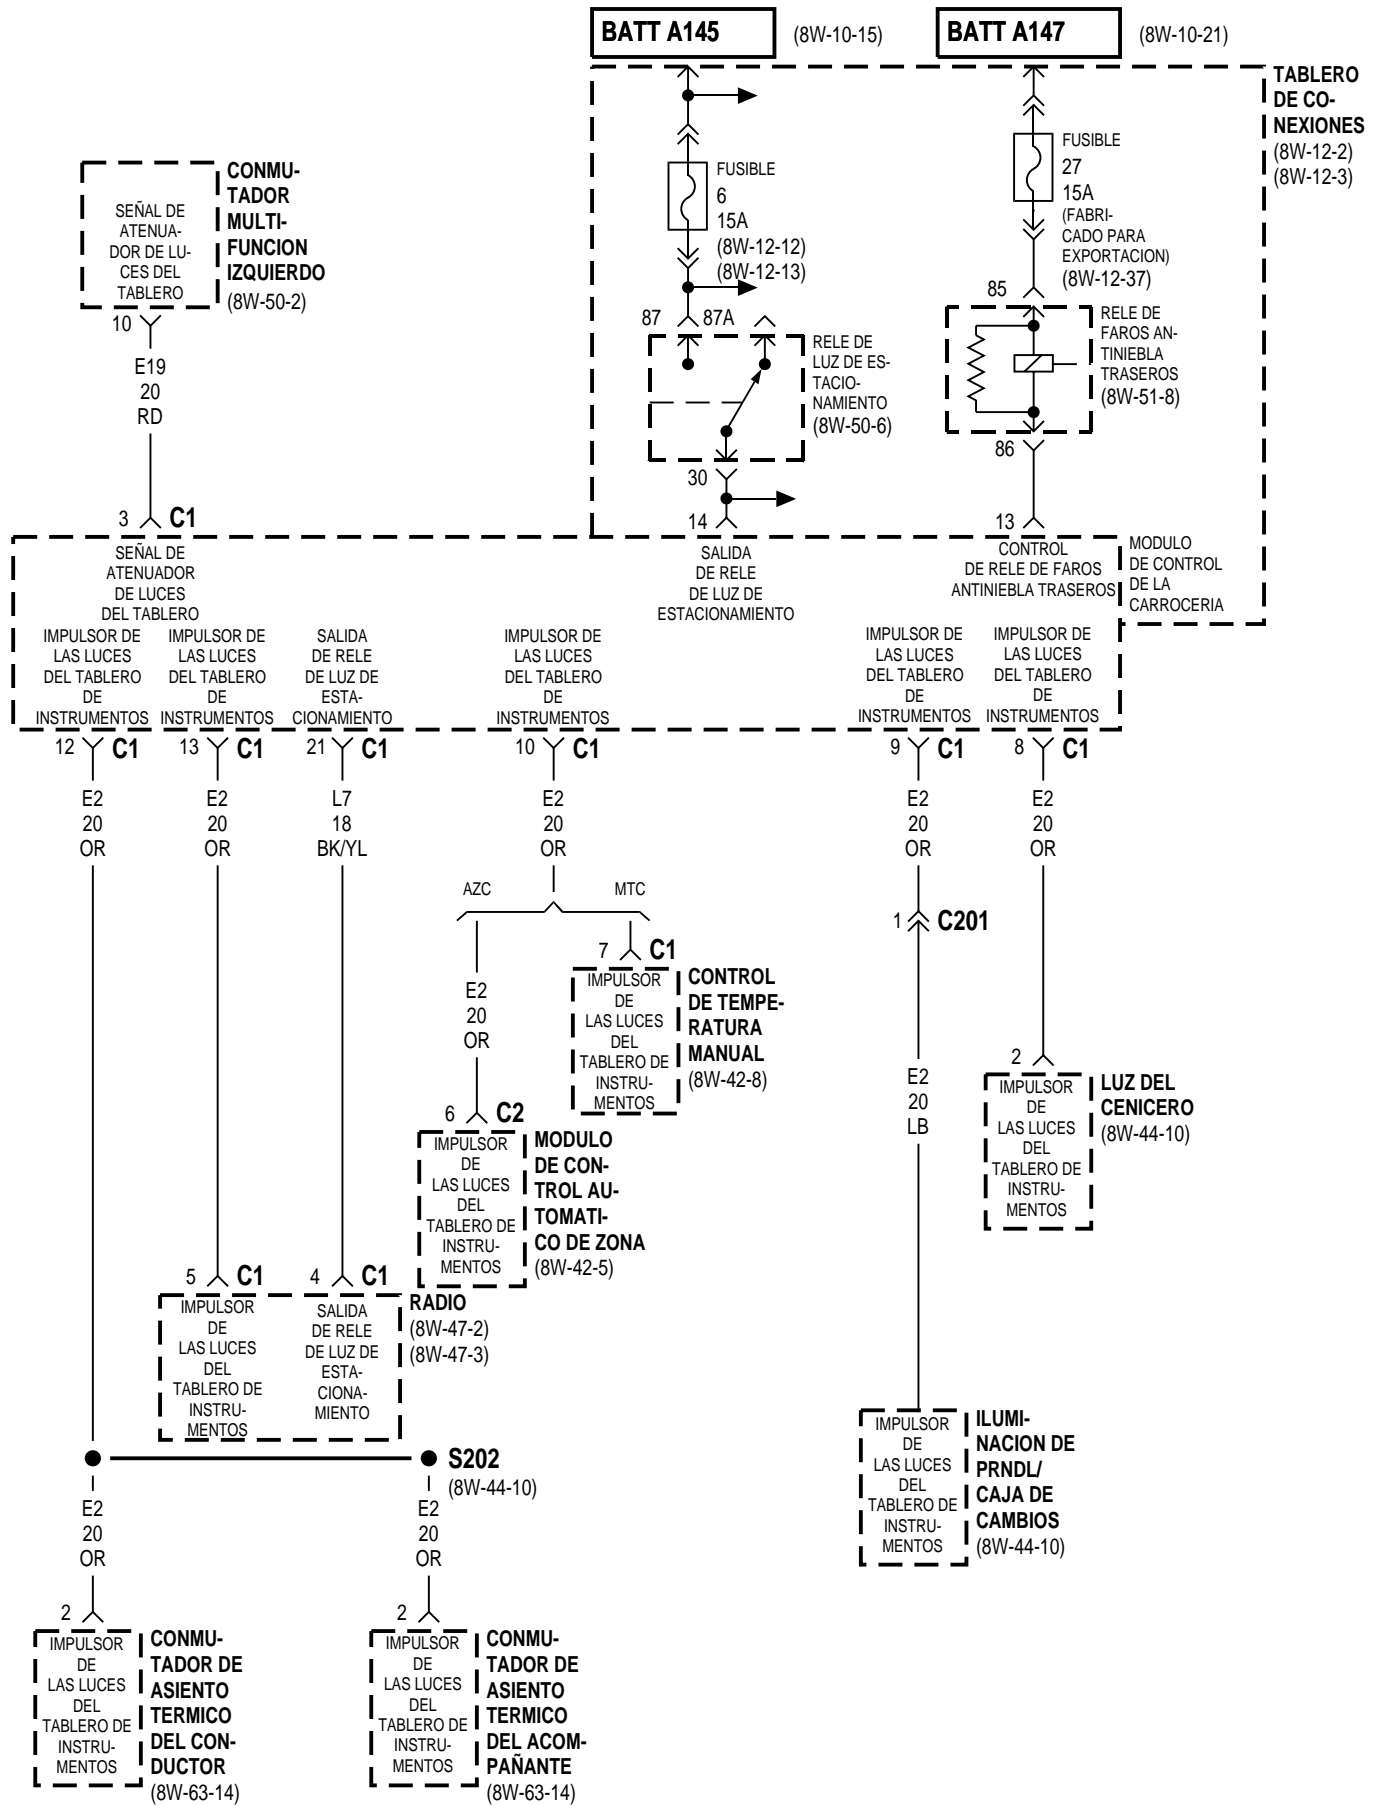 BATT A145
(8W-10-15)
BATT A147
(8W-10-21)
TABLERO
DE CO-
NEXIONES
(8W-12-2)
(8W-12-3)
FUSIBLE
6
15A
(8W-12-12)
(8W-12-13)
FUSIBLE
27
15A
(FABRI-
CADO PARA
EXPORTACION)
(8W-12-37)
SEÑAL DE
ATENUA-
DOR DE LU-
CES DEL
TABLERO
CONMU-
TADOR
MULTI-
FUNCION
IZQUIERDO
(8W-50-2)
10
E19
20
RD
3
C1
87
87A
RELE DE
LUZ DE ES-
TACIO-
NAMIENTO
(8W-50-6)
30
14
85
RELE DE
FAROS AN-
TINIEBLA
TRASEROS
(8W-51-8)
86
13
SEÑAL DE
ATENUADOR
DE LUCES
DEL TABLERO
SALIDA
DE RELE
DE LUZ DE
ESTACIONAMIENTO
CONTROL
DE RELE DE FAROS
ANTINIEBLA TRASEROS
MODULO
DE CONTROL
DE LA
CARROCERIA
IMPULSOR DE
LAS LUCES
DEL TABLERO
DE
INSTRUMENTOS
IMPULSOR DE
LAS LUCES
DEL TABLERO
DE
INSTRUMENTOS
SALIDA
DE RELE
DE LUZ DE
ESTA-
CIONAMIENTO
IMPULSOR DE
LAS LUCES
DEL TABLERO
DE
INSTRUMENTOS
IMPULSOR DE
LAS LUCES
DEL TABLERO
DE
INSTRUMENTOS
IMPULSOR DE
LAS LUCES
DEL TABLERO
DE
INSTRUMENTOS
12
C1
13
C1
21
C1
10
C1
9
C1
8
C1
E2
20
OR
E2
20
OR
L7
18
BK/YL
E2
20
OR
E2
20
OR
E2
20
OR
AZC
MTC
1
C201
7
C1
IMPULSOR
DE
LAS LUCES
DEL
TABLERO DE
INSTRU-
MENTOS
CONTROL
DE TEMPE-
RATURA
MANUAL
(8W-42-8)
E2
20
OR
6
C2
IMPULSOR
DE
LAS LUCES
DEL
TABLERO DE
INSTRU-
MENTOS
MODULO
DE CON-
TROL AU-
TOMATI-
CO DE ZONA
(8W-42-5)
E2
20
LB
2
IMPULSOR
DE
LAS LUCES
DEL
TABLERO DE
INSTRU-
MENTOS
LUZ DEL
CENICERO
(8W-44-10)
5
C1
4
C1
IMPULSOR
DE
LAS LUCES
DEL
TABLERO DE
INSTRU-
MENTOS
SALIDA
DE RELE
DE LUZ DE
ESTA-
CIONA-
MIENTO
RADIO
(8W-47-2)
(8W-47-3)
IMPULSOR
DE
LAS LUCES
DEL
TABLERO DE
INSTRU-
MENTOS
ILUMI-
NACION DE
PRNDL/
CAJA DE
CAMBIOS
(8W-44-10)
S202
(8W-44-10)
E2
20
OR
E2
20
OR
2
IMPULSOR
DE
LAS LUCES
DEL
TABLERO DE
INSTRU-
MENTOS
CONMU-
TADOR DE
ASIENTO
TERMICO
DEL CON-
DUCTOR
(8W-63-14)
2
IMPULSOR
DE
LAS LUCES
DEL
TABLERO DE
INSTRU-
MENTOS
CONMU-
TADOR DE
ASIENTO
TERMICO
DEL ACOM-
PAÑANTE
(8W-63-14)